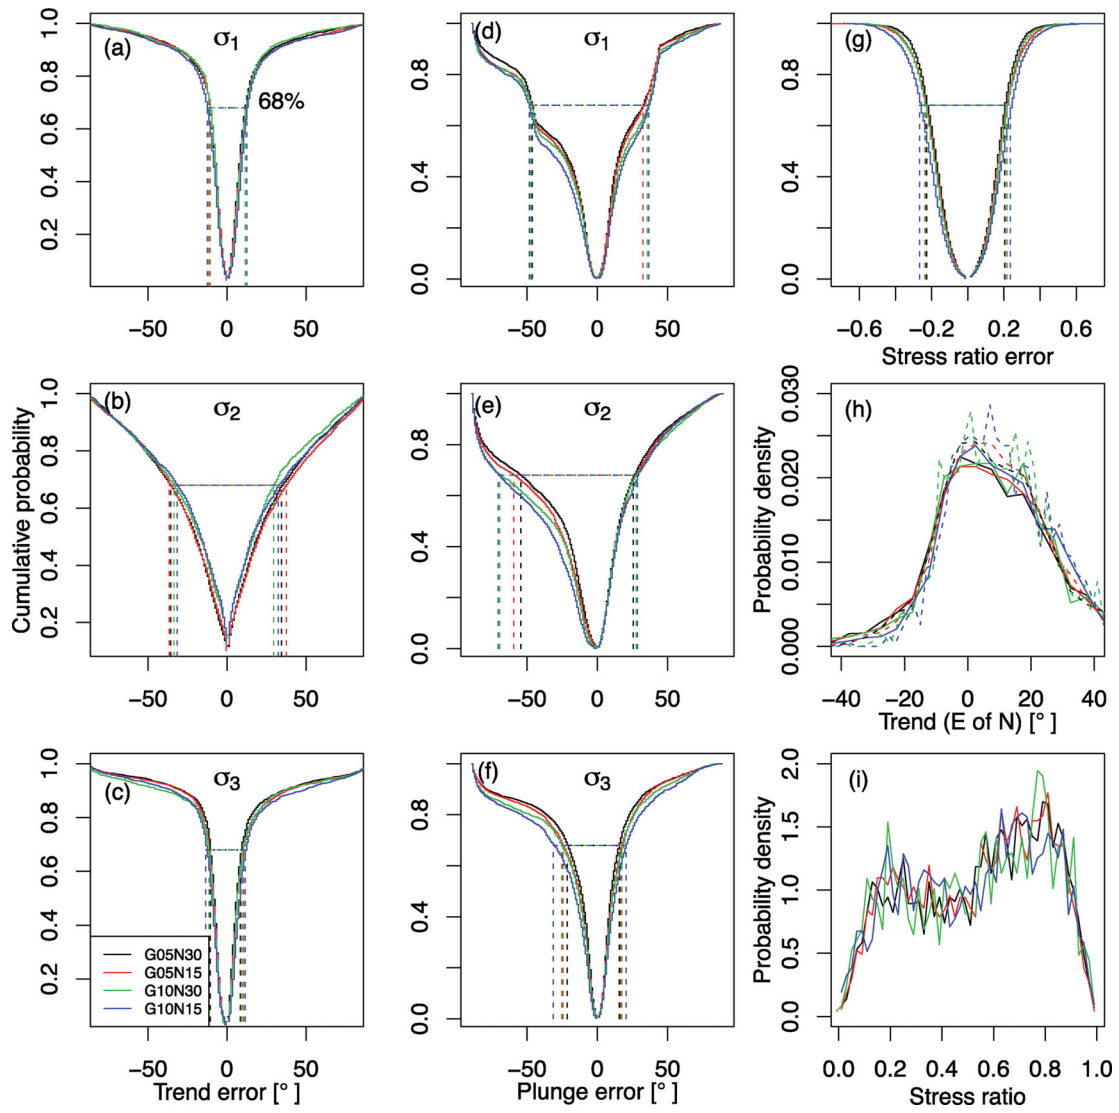 (a) σ1 68%
1.0
0.8
0.6
0.4
0.2
−50 0 50
(d) σ1
0.8
0.4
0.0
−50 0 50
(g)
0.8
0.4
0.0
−0.6 −0.2 0.2 0.6
Stress ratio error
Cumulative probability
(b) σ2
1.0
0.8
0.6
0.4
0.2
−50 0 50
(e) σ2
0.8
0.4
0.0
−50 0 50
(h)
Probability density
0.030
0.020
0.010
0.000
−40 −20 0 20 40
Trend (E of N) [°]
(c) σ3
1.0
0.8
0.6
0.4
0.2
G05N30
G05N15
G10N30
G10N15
−50 0 50
Trend error [°]
(f) σ3
0.8
0.4
0.0
−50 0 50
Plunge error [°]
(i)
Probability density
2.0
1.5
1.0
0.5
0.0
0.0 0.2 0.4 0.6 0.8 1.0
Stress ratio